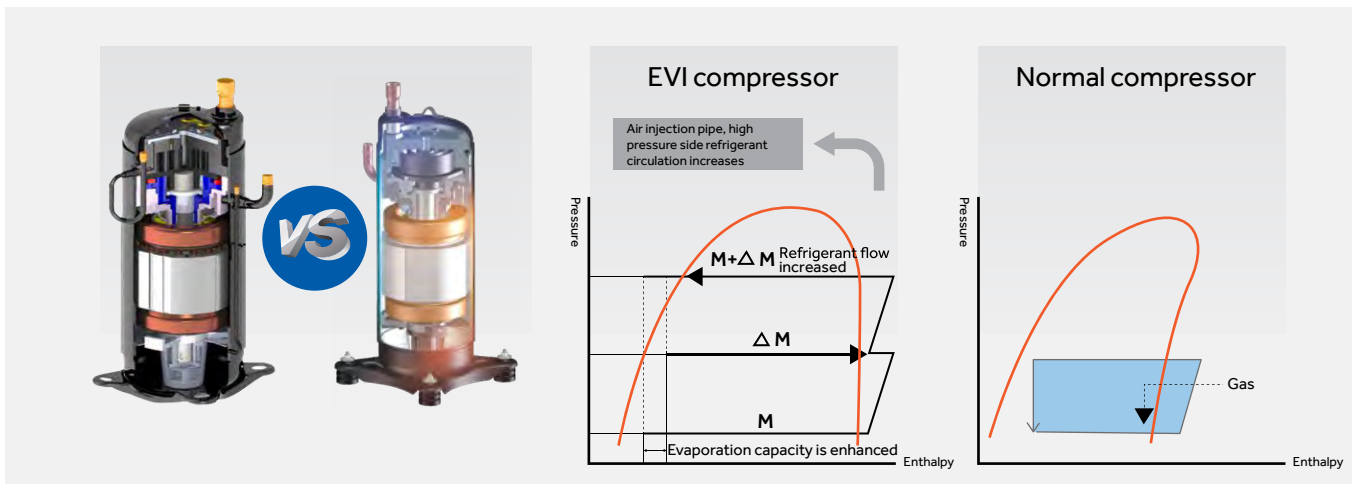 VS
EVI compressor
Air injection pipe, high
pressure side refrigerant
circulation increases
Pressure
M+△ M Refrigerant flow
increased
△ M
M
Evaporation capacity is enhanced
Enthalpy
Normal compressor
Pressure
Gas
Enthalpy